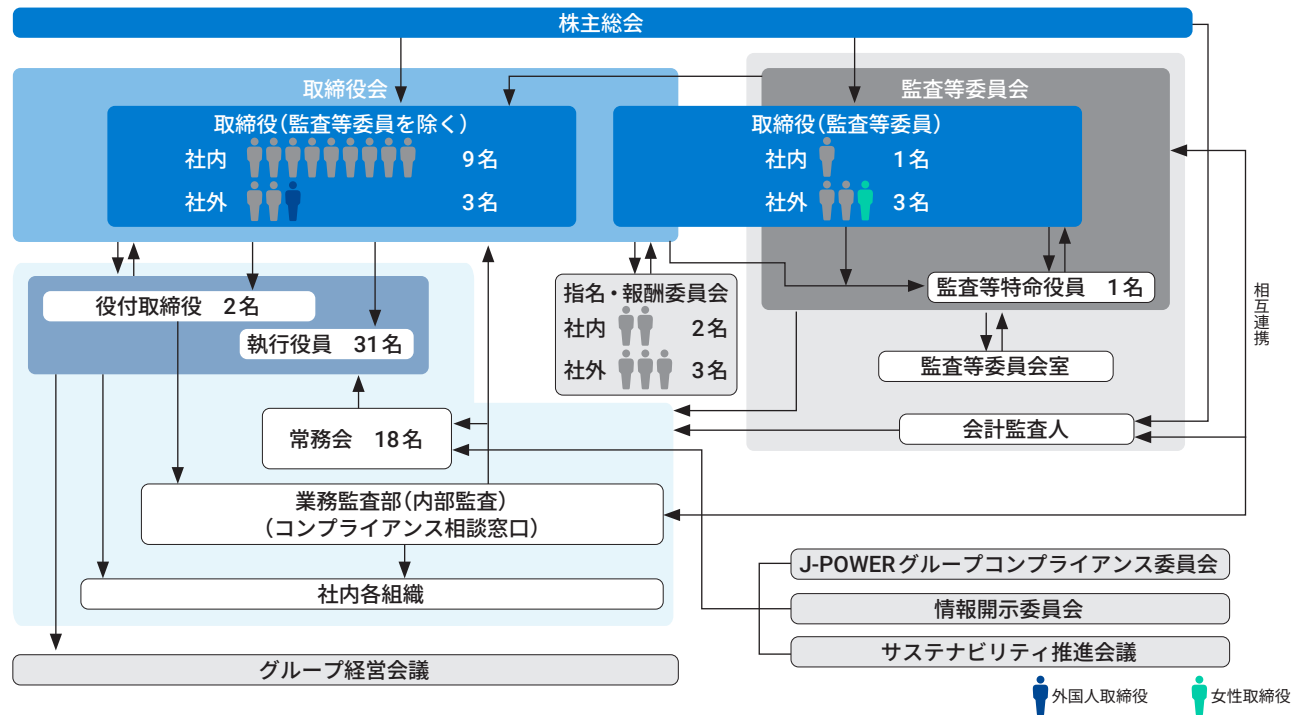 株主総会
取締役会
取締役（監査等委員を除く）
社内 9名
社外 3名
監査等委員会
取締役（監査等委員）
社内 1名
社外 3名
役付取締役 2名
執行役員 31名
指名・報酬委員会
社内 2名
社外 3名
監査等特命役員 1名
監査等委員会室
相互連携
常務会 18名
会計監査人
業務監査部（内部監査）
（コンプライアンス相談窓口）
社内各組織
グループ経営会議
J-POWERグループコンプライアンス委員会
情報開示委員会
サステナビリティ推進会議
外国人取締役
女性取締役